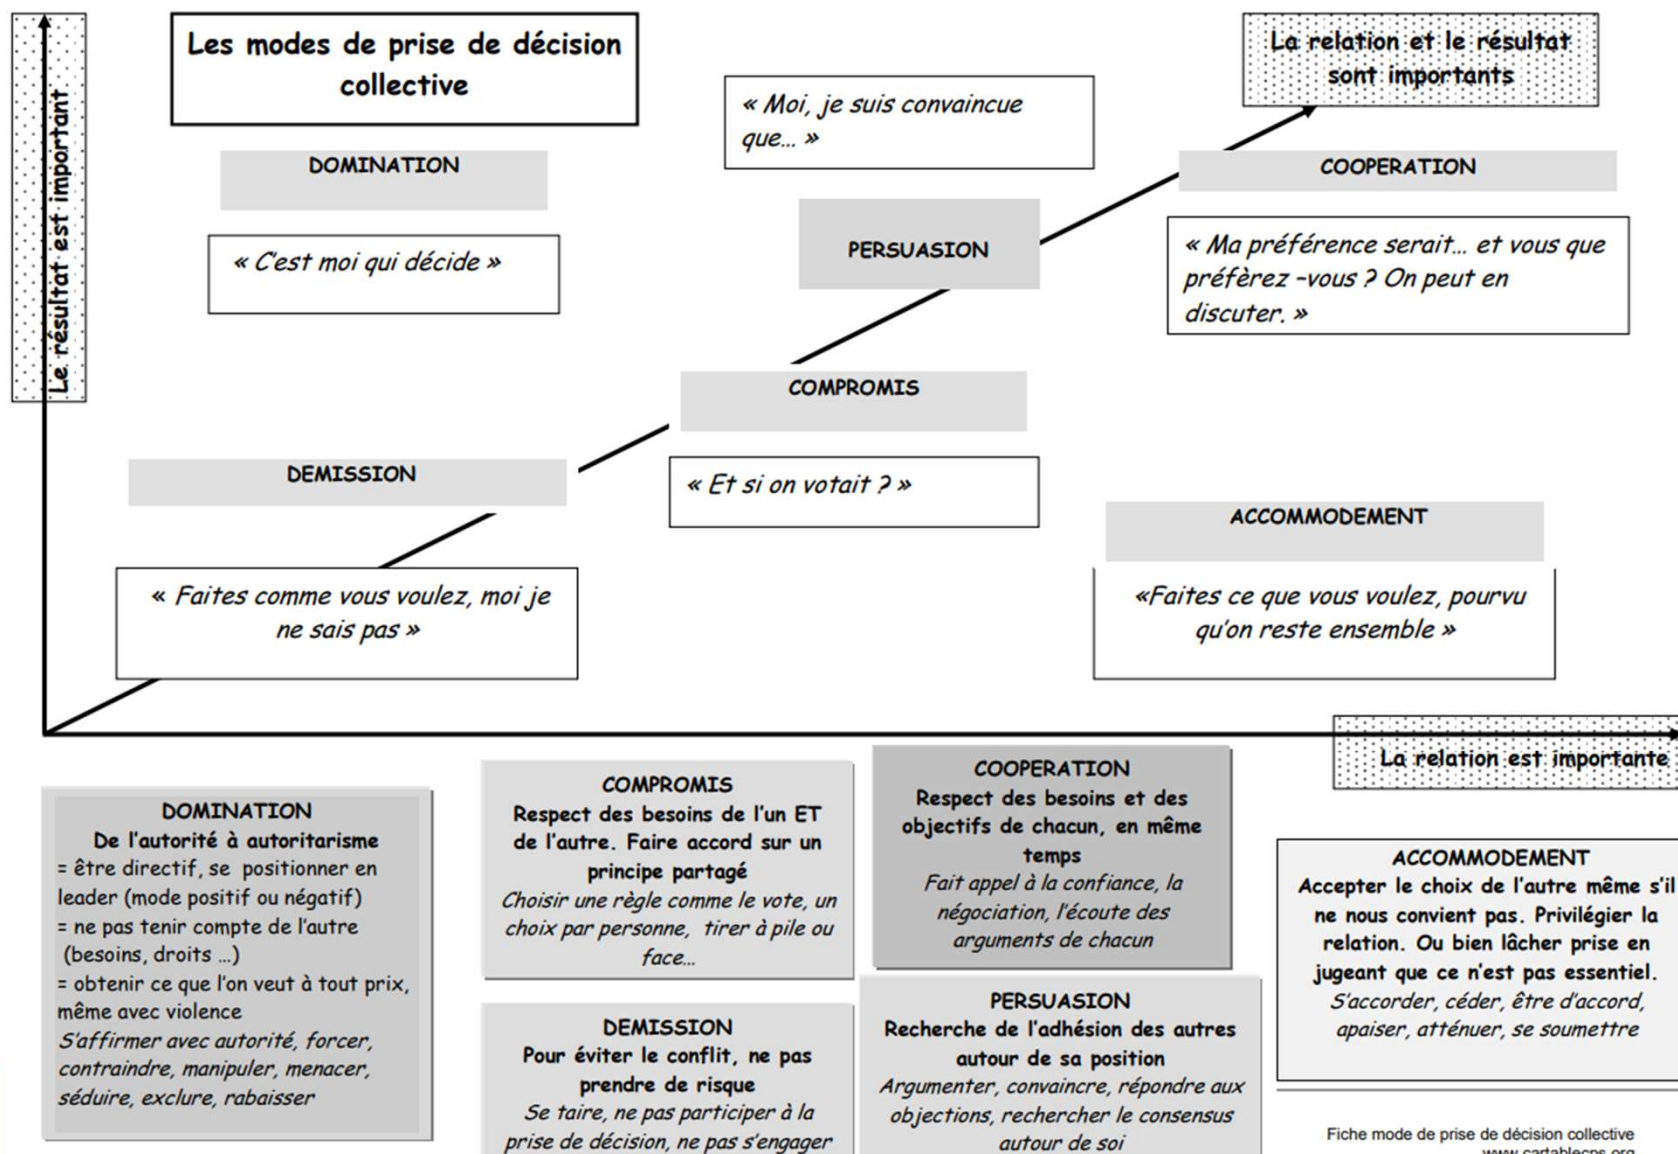 Les modes de prise de décision
collective
La relation et le résultat
sont importants
Le résultat est important
« Moi, je suis convaincue
que... »
DOMINATION
« C'est moi qui décide »
PERSUASION
COOPERATION
« Ma préférence serait... et vous que
préfèrez -vous ? On peut en
discuter. »
COMPROMIS
« Et si on votait ? »
DEMISSION
« Faites comme vous voulez, moi je
ne sais pas »
ACCOMMODEMENT
«Faites ce que vous voulez, pourvu
qu'on reste ensemble »
La relation est importante
DOMINATION
De l'autorité à autoritarisme
= être directif, se positionner en
leader (mode positif ou négatif)
= ne pas tenir compte de l'autre
(besoins, droits ...)
= obtenir ce que l'on veut à tout prix,
même avec violence
S'affirmer avec autorité, forcer,
contraindre, manipuler, menacer,
séduire, exclure, rabaisser
COMPROMIS
Respect des besoins de l'un ET
de l'autre. Faire accord sur un
principe partagé
Choisir une règle comme le vote, un
choix par personne, tirer à pile ou
face...
DEMISSION
Pour éviter le conflit, ne pas
prendre de risque
Se taire, ne pas participer à la
prise de décision, ne pas s'engager
COOPERATION
Respect des besoins et des
objectifs de chacun, en même
temps
Fait appel à la confiance, la
négociation, l'écoute des
arguments de chacun
PERSUASION
Recherche de l'adhésion des autres
autour de sa position
Argumenter, convaincre, répondre aux
objections, rechercher le consensus
autour de soi
ACCOMMODEMENT
Accepter le choix de l'autre même s'il
ne nous convient pas. Privilégier la
relation. Ou bien lâcher prise en
jugeant que ce n'est pas essentiel.
S'accorder, céder, être d'accord,
apaiser, atténuer, se soumettre
Fiche mode de prise de décision collective
www.cartablecps.org